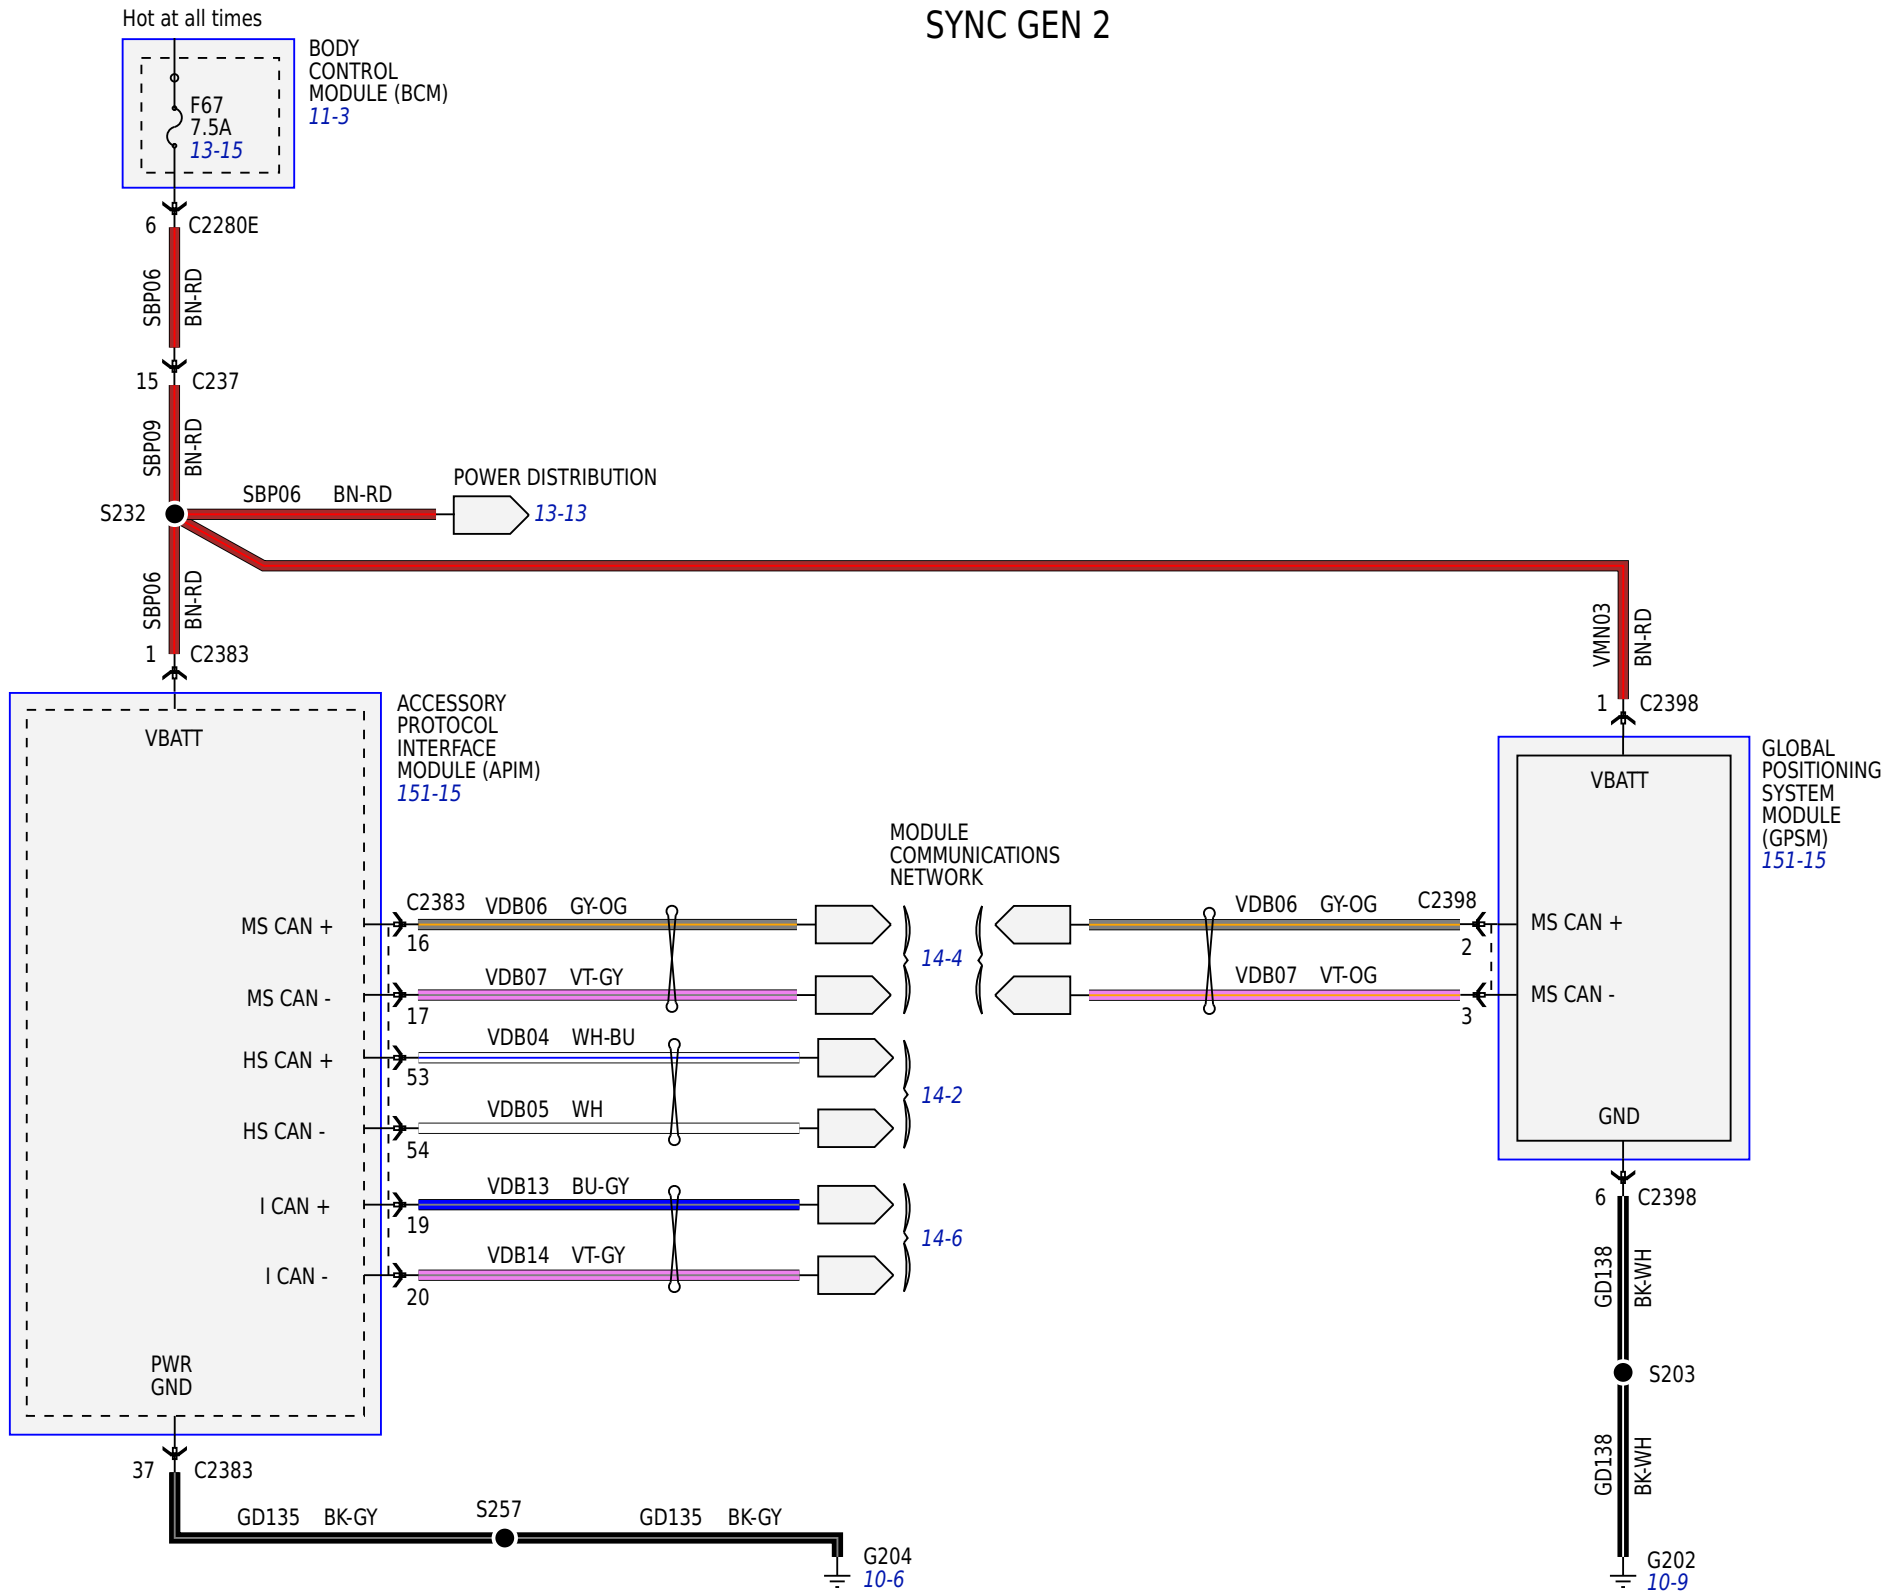 SYNC GEN 2
Hot at all times
BODY
CONTROL
MODULE (BCM)
11-3
F67
7.5A
13-15
6 C2280E
SBP06 BN-RD
15 C237
SBP09 BN-RD
S232
SBP06 BN-RD
POWER DISTRIBUTION
13-13
SBP06 BN-RD
1 C2383
VMN03 BN-RD
1 C2398
ACCESSORY
PROTOCOL
INTERFACE
MODULE (APIM)
151-15
VBATT
GLOBAL
POSITIONING
SYSTEM
MODULE
(GPSM)
151-15
VBATT
MODULE
COMMUNICATIONS
NETWORK
MS CAN +
C2383
16
VDB06 GY-OG
14-4
VDB06 GY-OG
C2398
2
MS CAN +
MS CAN -
17
VDB07 VT-GY
VDB07 VT-OG
3
MS CAN -
HS CAN +
53
VDB04 WH-BU
14-2
HS CAN -
54
VDB05 WH
I CAN +
19
VDB13 BU-GY
14-6
I CAN -
20
VDB14 VT-GY
GND
6 C2398
GD138 BK-WH
S203
GD138 BK-WH
G202
10-9
PWR
GND
37 C2383
GD135 BK-GY
S257
GD135 BK-GY
G204
10-6